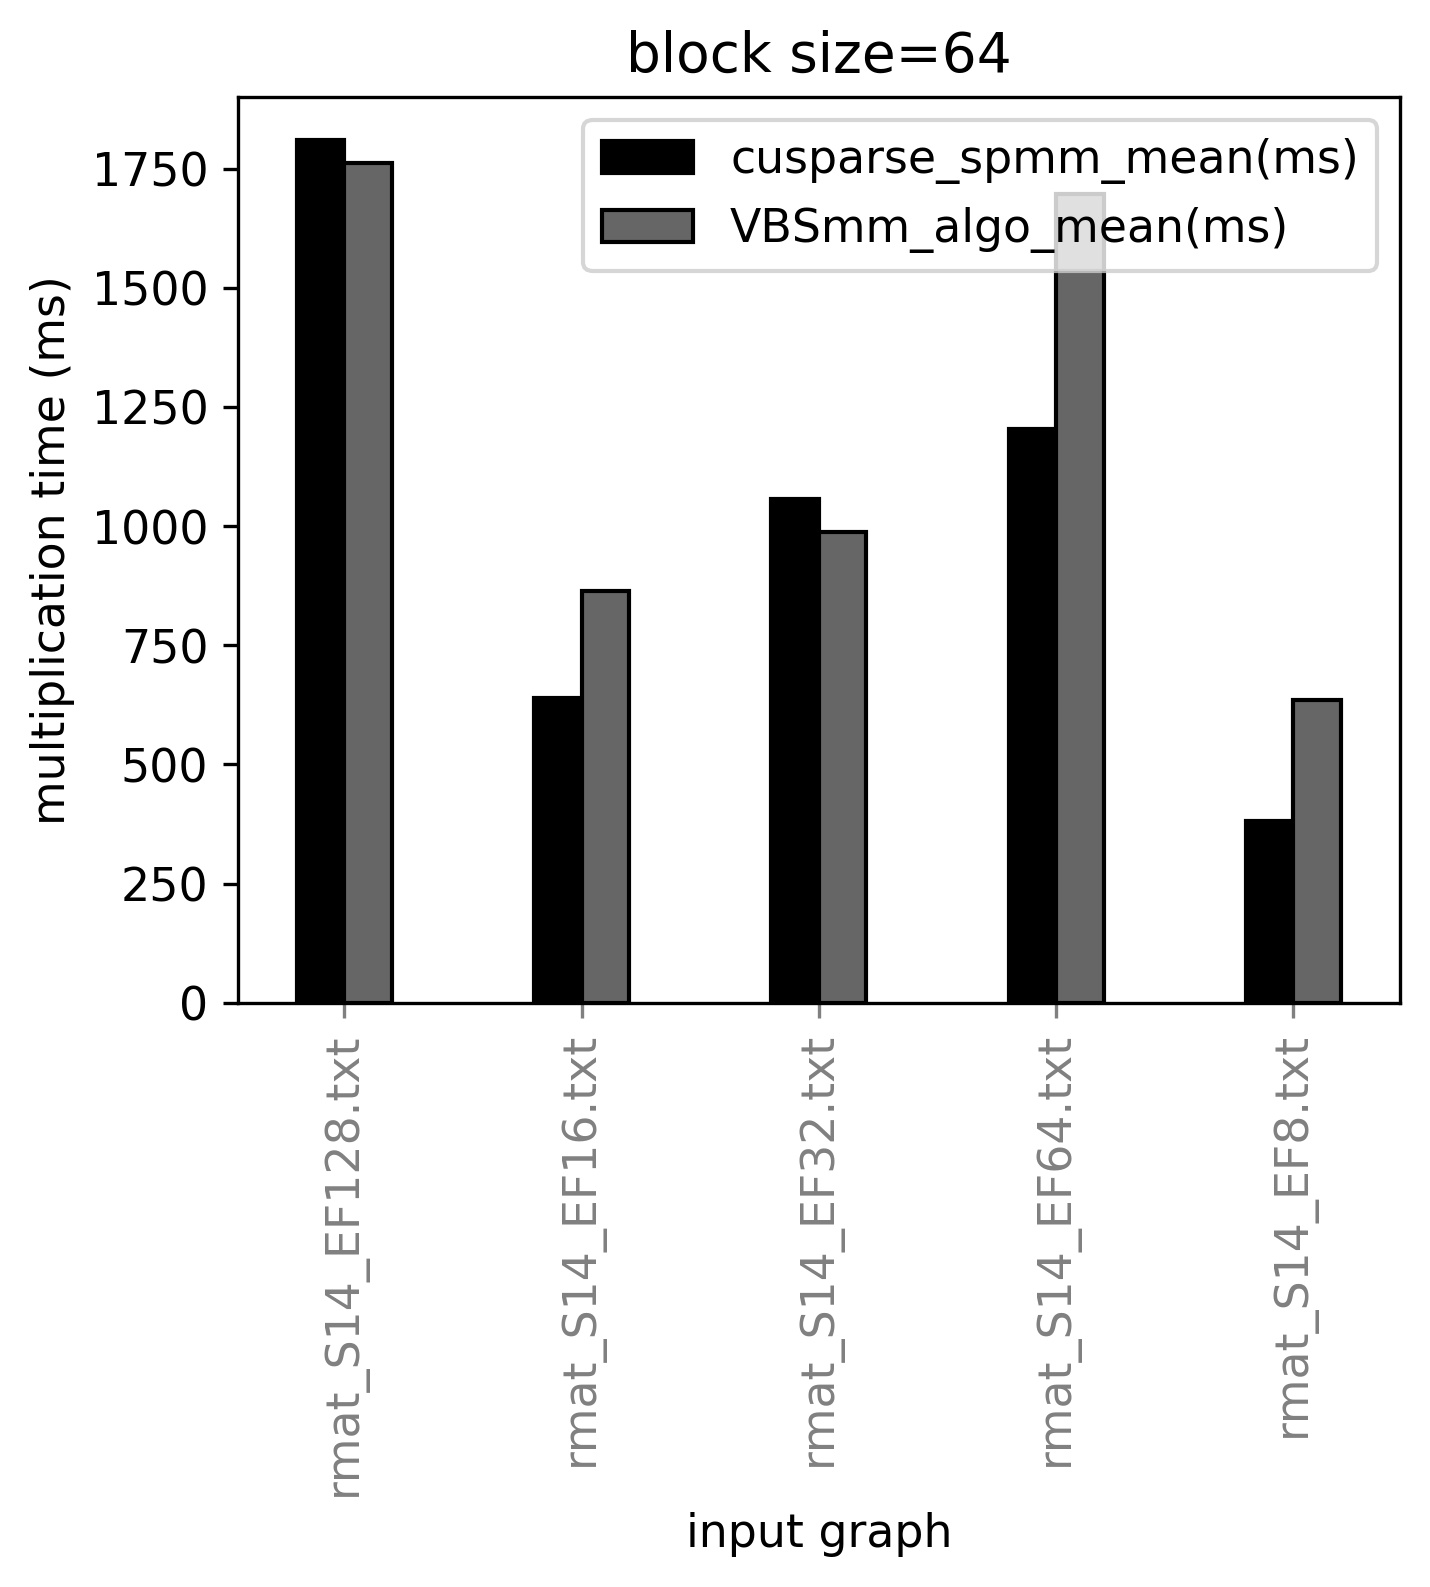 block size=64
cusparse_spmm_mean(ms)
VBSmm_algo_mean(ms)
multiplication time (ms)
1750
1500
1250
1000
750
500
250
0
rmat_S14_EF128.txt
rmat_S14_EF16.txt
rmat_S14_EF32.txt
rmat_S14_EF64.txt
rmat_S14_EF8.txt
input graph